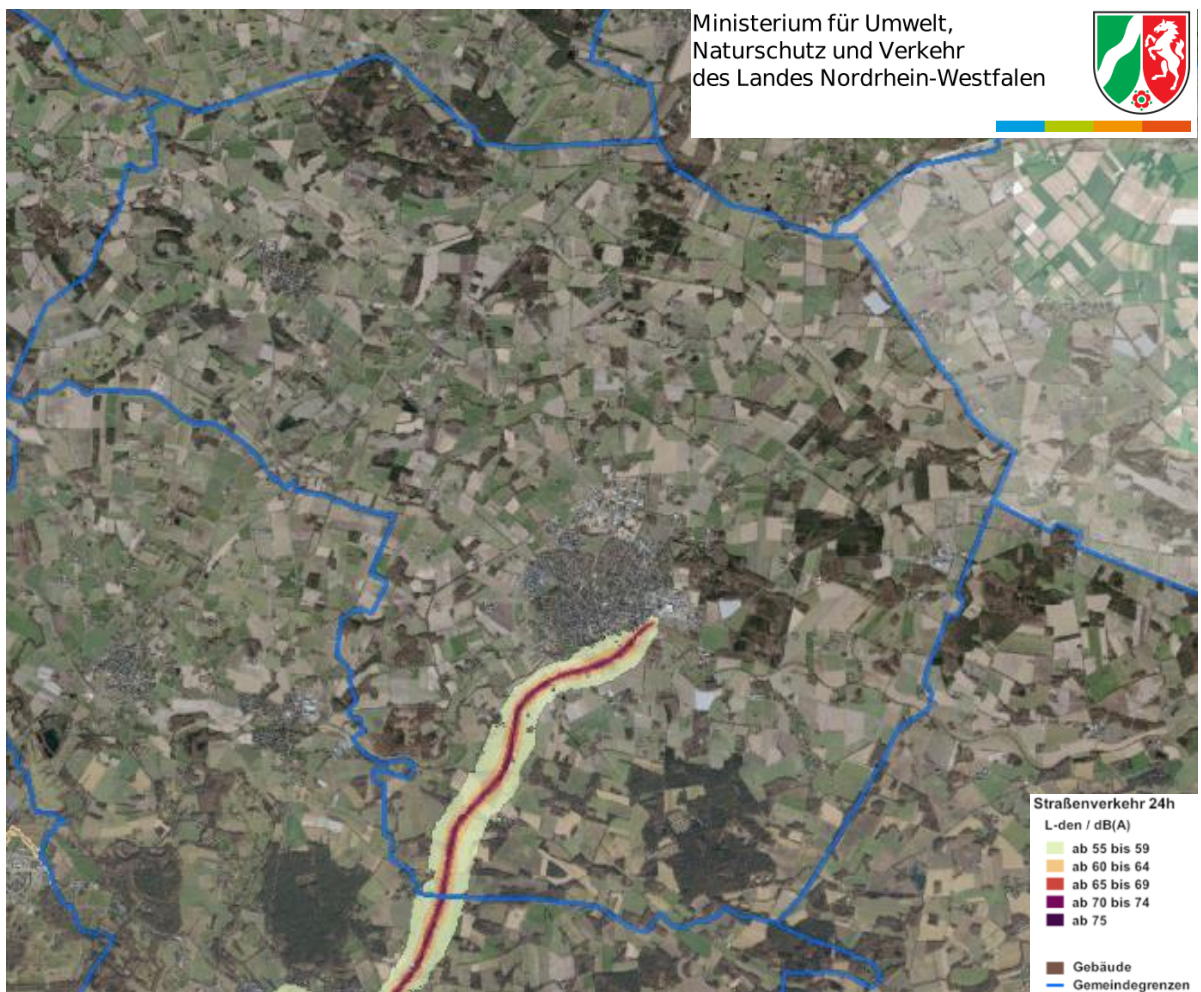 Ministerium für Umwelt,
Naturschutz und Verkehr
des Landes Nordrhein-Westfalen
Straßenverkehr 24h
L-den / dB(A)
ab 55 bis 59
ab 60 bis 64
ab 65 bis 69
ab 70 bis 74
ab 75
Gebäude
Gemeindegrenzen